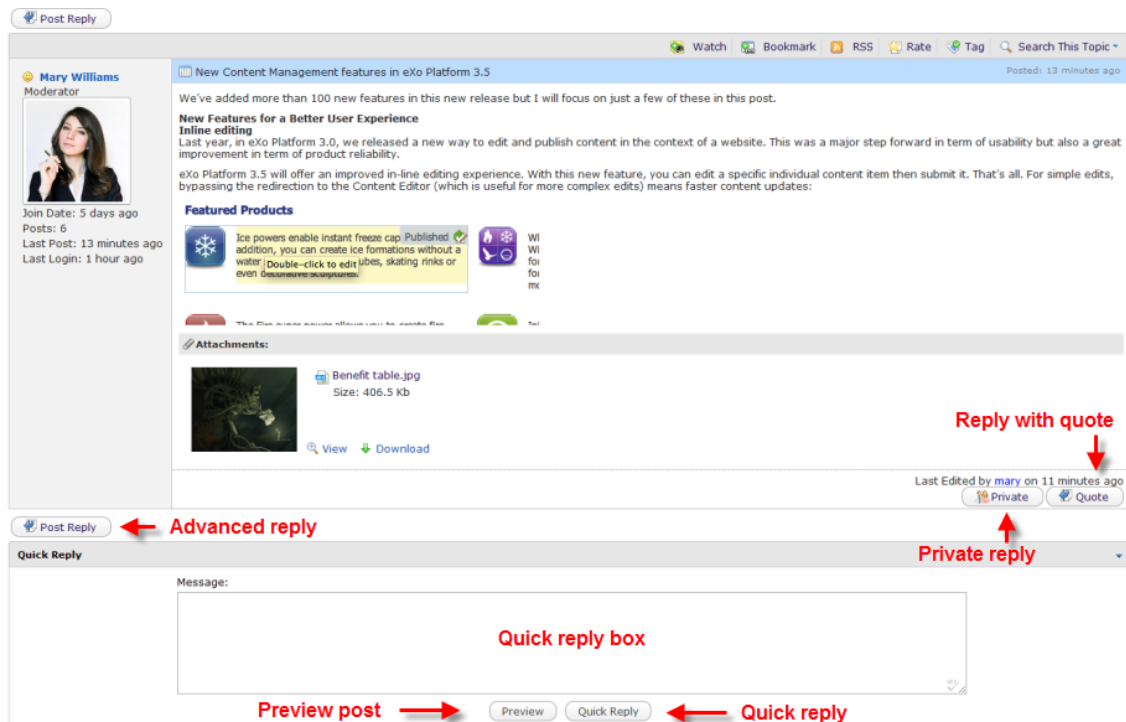 Post Reply
Watch Bookmark RSS Rate Tag Search This Topic
Mary Williams
Moderator
Join Date: 5 days ago
Posts: 6
Last Post: 13 minutes ago
Last Login: 1 hour ago
New Content Management features in eXo Platform 3.5 Posted: 13 minutes ago
We've added more than 100 new features in this new release but I will focus on just a few of these in this post.
New Features for a Better User Experience
Inline editing
Last year, in eXo Platform 3.0, we released a new way to edit and publish content in the context of a website. This was a major step forward in term of usability but also a great
improvement in term of product reliability.
eXo Platform 3.5 will offer an improved in-line editing experience. With this new feature, you can edit a specific individual content item then submit it. That's all. For simple edits,
bypassing the redirection to the Content Editor (which is useful for more complex edits) means faster content updates:
Featured Products
Ice powers enable instant freeze cap Published
addition, you can create ice formations without a
water Double-click to edit ubes, skating rinks or
even decorative sculptures.
Attachments:
Benefit table.jpg
Size: 406.5 Kb
View Download
Reply with quote
Last Edited by mary on 11 minutes ago
Private Quote
Post Reply Advanced reply
Private reply
Quick Reply
Message:
Quick reply box
Preview post Preview Quick Reply Quick reply